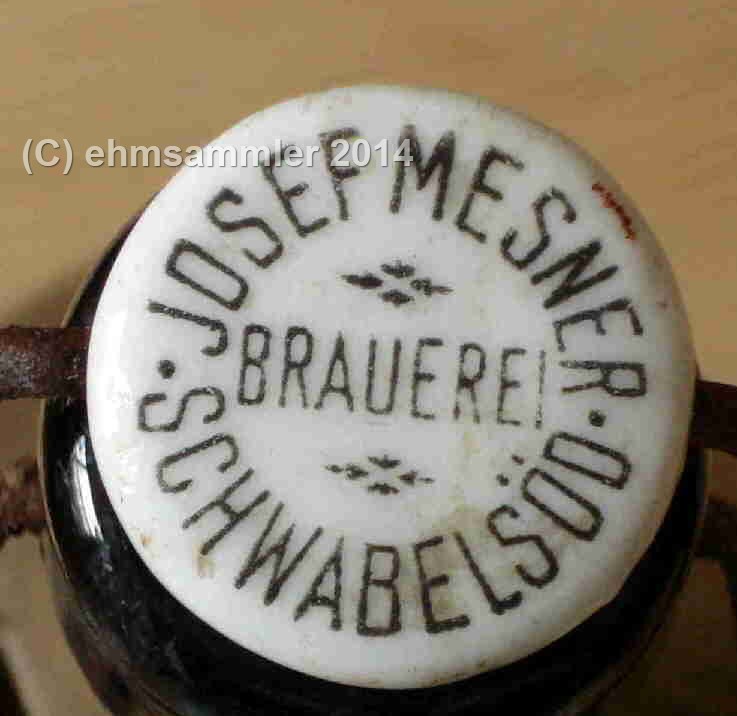 (C) ehmsammler 2014
JOSEF MESNER
BRAUEREI
· SCHWABELSÖD ·